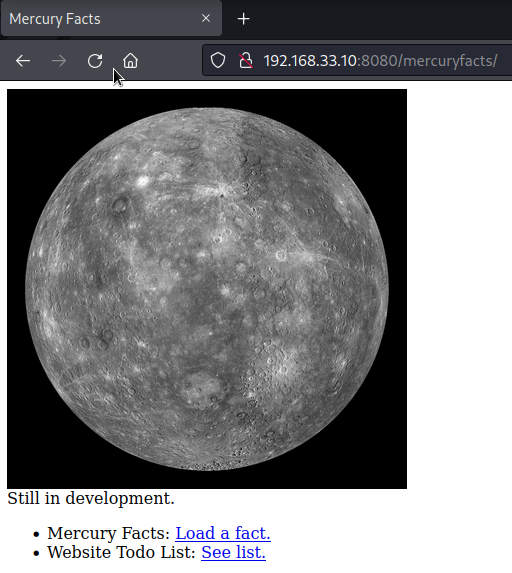 Mercury Facts
192.168.33.10:8080/mercuryfacts/
Still in development.
• Mercury Facts: Load a fact.
• Website Todo List: See list.